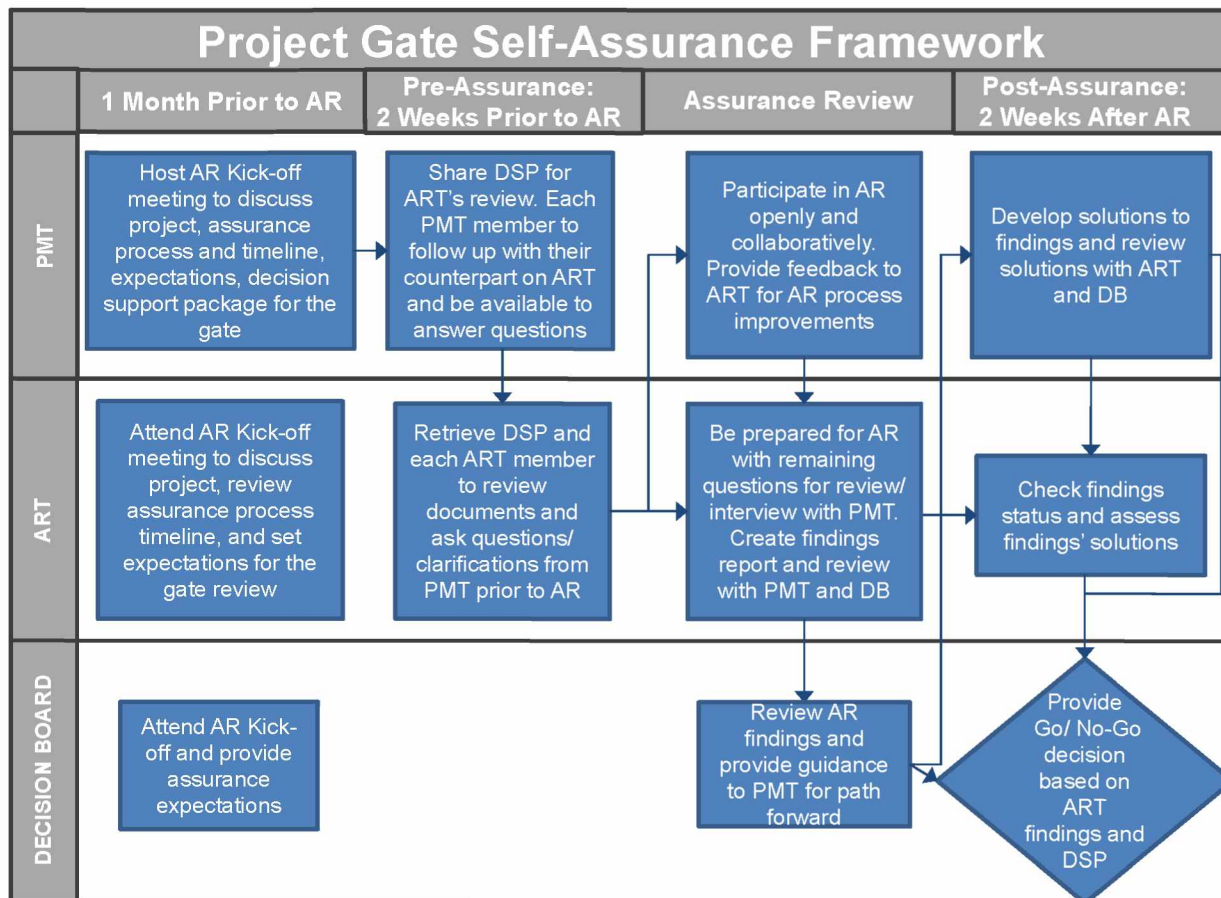 Project Gate Self-Assurance Framework
1 Month Prior to AR
Pre-Assurance:
2 Weeks Prior to AR
Assurance Review
Post-Assurance:
2 Weeks After AR
PMT
Host AR Kick-off
meeting to discuss
project, assurance
process and timeline,
expectations, decision
support package for the
gate
Share DSP for
ART's review. Each
PMT member to
follow up with their
counterpart on ART
and be available to
answer questions
Participate in AR
openly and
collaboratively.
Provide feedback to
ART for AR process
improvements
Develop solutions to
findings and review
solutions with ART
and DB
ART
Attend AR Kick-off
meeting to discuss
project, review
assurance process
timeline, and set
expectations for the
gate review
Retrieve DSP and
each ART member
to review
documents and
ask questions/
clarifications from
PMT prior to AR
Be prepared for AR
with remaining
questions for review/
interview with PMT.
Create findings
report and review
with PMT and DB
Check findings
status and assess
findings' solutions
DECISION BOARD
Attend AR Kick-
off and provide
assurance
expectations
Review AR
findings and
provide guidance
to PMT for path
forward
Provide
Go/ No-Go
decision
based on
ART
findings and
DSP